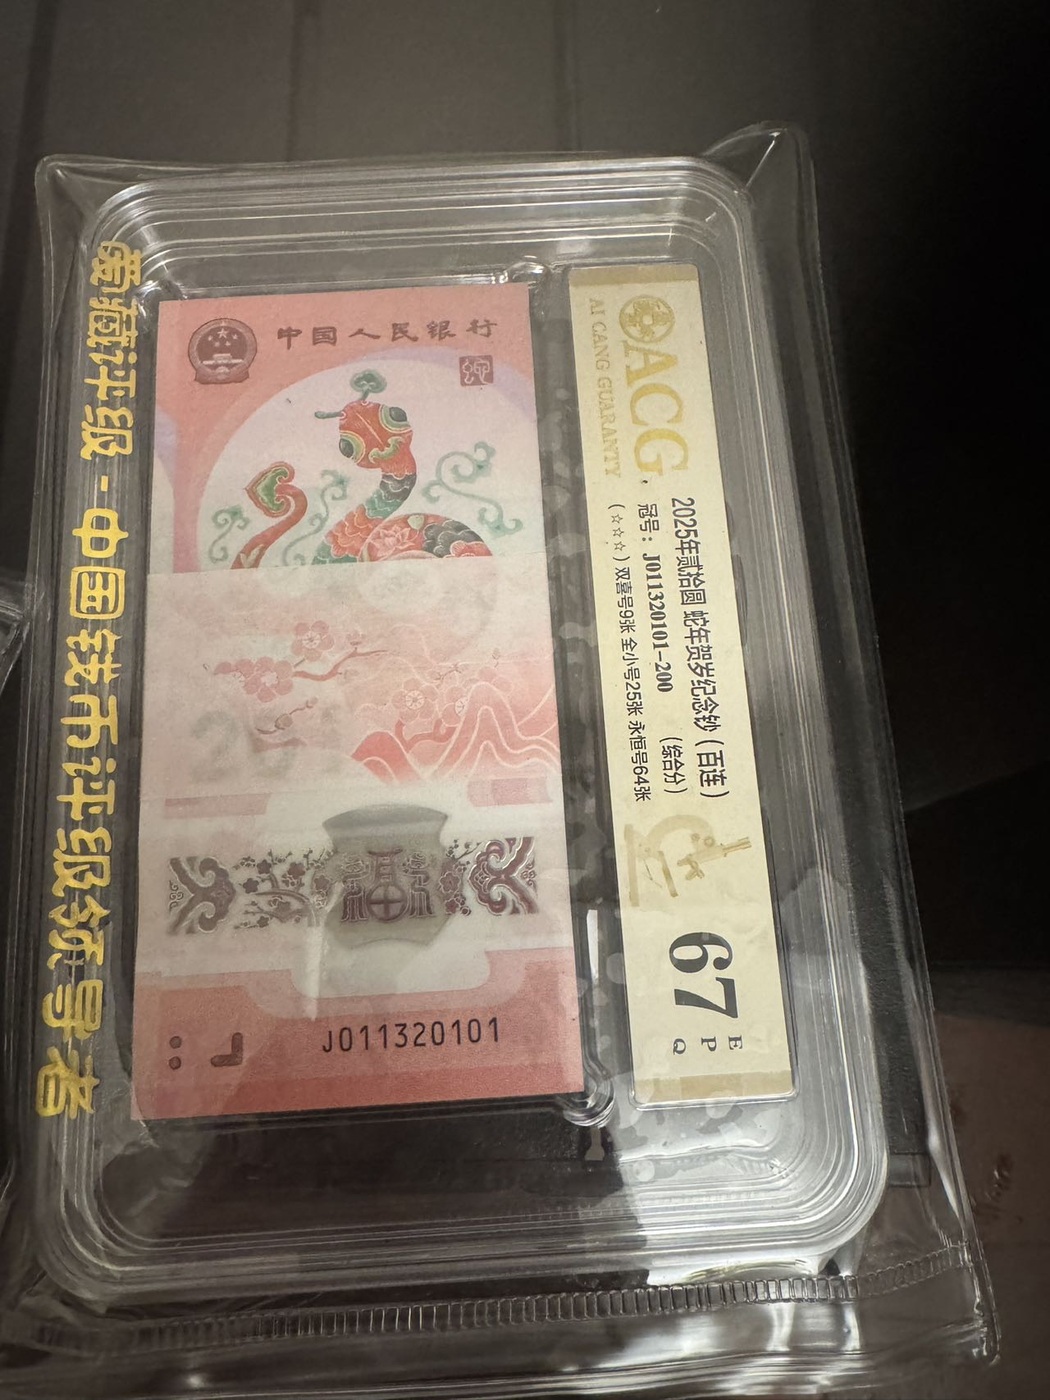 爱藏评级 - 中国钱币评级领导者
中国人民银行
J011320101
ACG
AI CANG GUARANTY
2025年贰拾圆 蛇年贺岁纪念钞 (百连)
冠号: J011320101-200 (综合分)
(☆☆☆) 双喜号9张 全小号25张 永恒号64张
67
E
P
Q